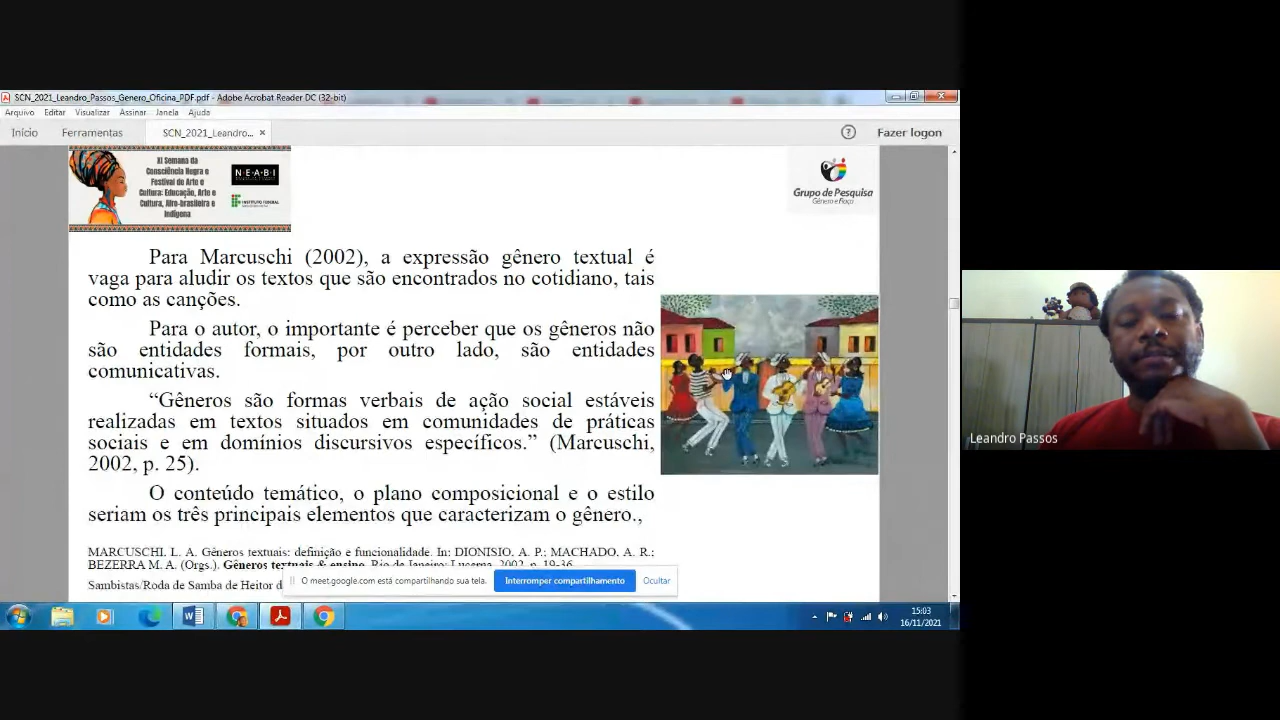 SCN_2021_Leandro_Passos_Genero_Oficina_PDF.pdf - Adobe Acrobat Reader DC (32-bit)
Arquivo Editar Visualizar Assinar Janela Ajuda
Início Ferramentas SCN_2021_Leandro... × Fazer logon
XI Semana da
Consciência Negra e
Festival de Arte e
Cultura: Educação, Arte e
Cultura, Afro-brasileira e
Indígena
N E A B I
INSTITUTO FEDERAL
Grupo de Pesquisa
Gênero e Raça
Para Marcuschi (2002), a expressão gênero textual é
vaga para aludir os textos que são encontrados no cotidiano, tais
como as canções.
Para o autor, o importante é perceber que os gêneros não
são entidades formais, por outro lado, são entidades
comunicativas.
“Gêneros são formas verbais de ação social estáveis
realizadas em textos situados em comunidades de práticas
sociais e em domínios discursivos específicos.” (Marcuschi,
2002, p. 25).
O conteúdo temático, o plano composicional e o estilo
seriam os três principais elementos que caracterizam o gênero.,
MARCUSCHI, L. A. Gêneros textuais: definição e funcionalidade. In: DIONISIO, A. P.; MACHADO, A. R.;
BEZERRA M. A. (Orgs.). Gêneros textuais & ensino. Rio de Janeiro: Lucerna, 2002, p. 19-36.
Sambistas/Roda de Samba de Heitor d
O meet.google.com está compartilhando sua tela. Interromper compartilhamento Ocultar
15:03
16/11/2021
Leandro Passos